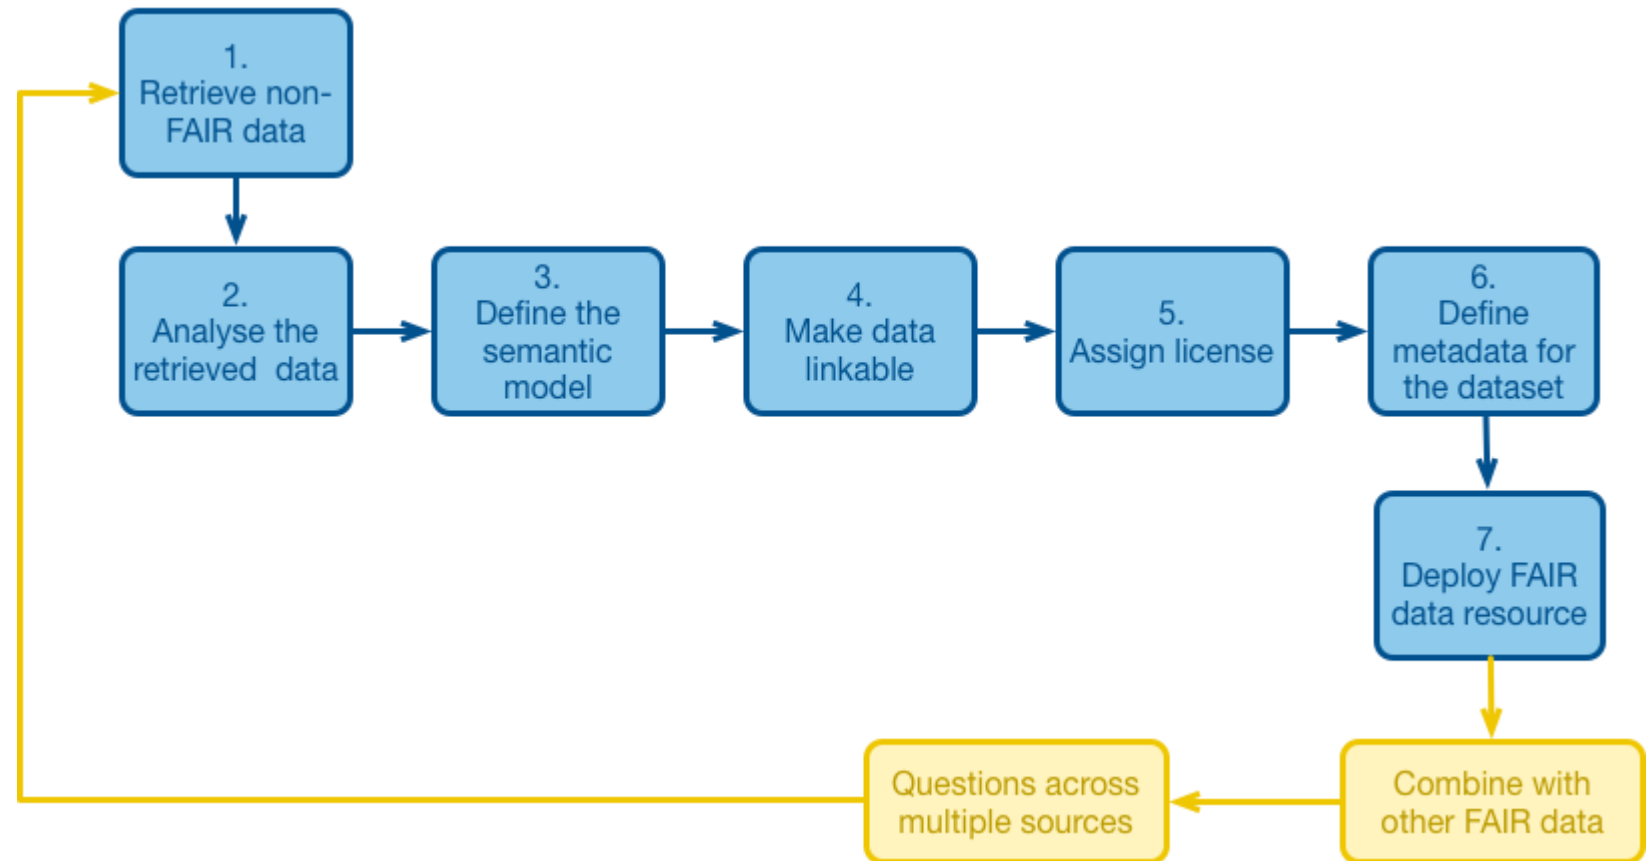 1.
Retrieve non-
FAIR data
2.
Analyse the
retrieved data
3.
Define the
semantic
model
4.
Make data
linkable
5.
Assign license
6.
Define
metadata for
the dataset
7.
Deploy FAIR
data resource
Combine with
other FAIR data
Questions across
multiple sources